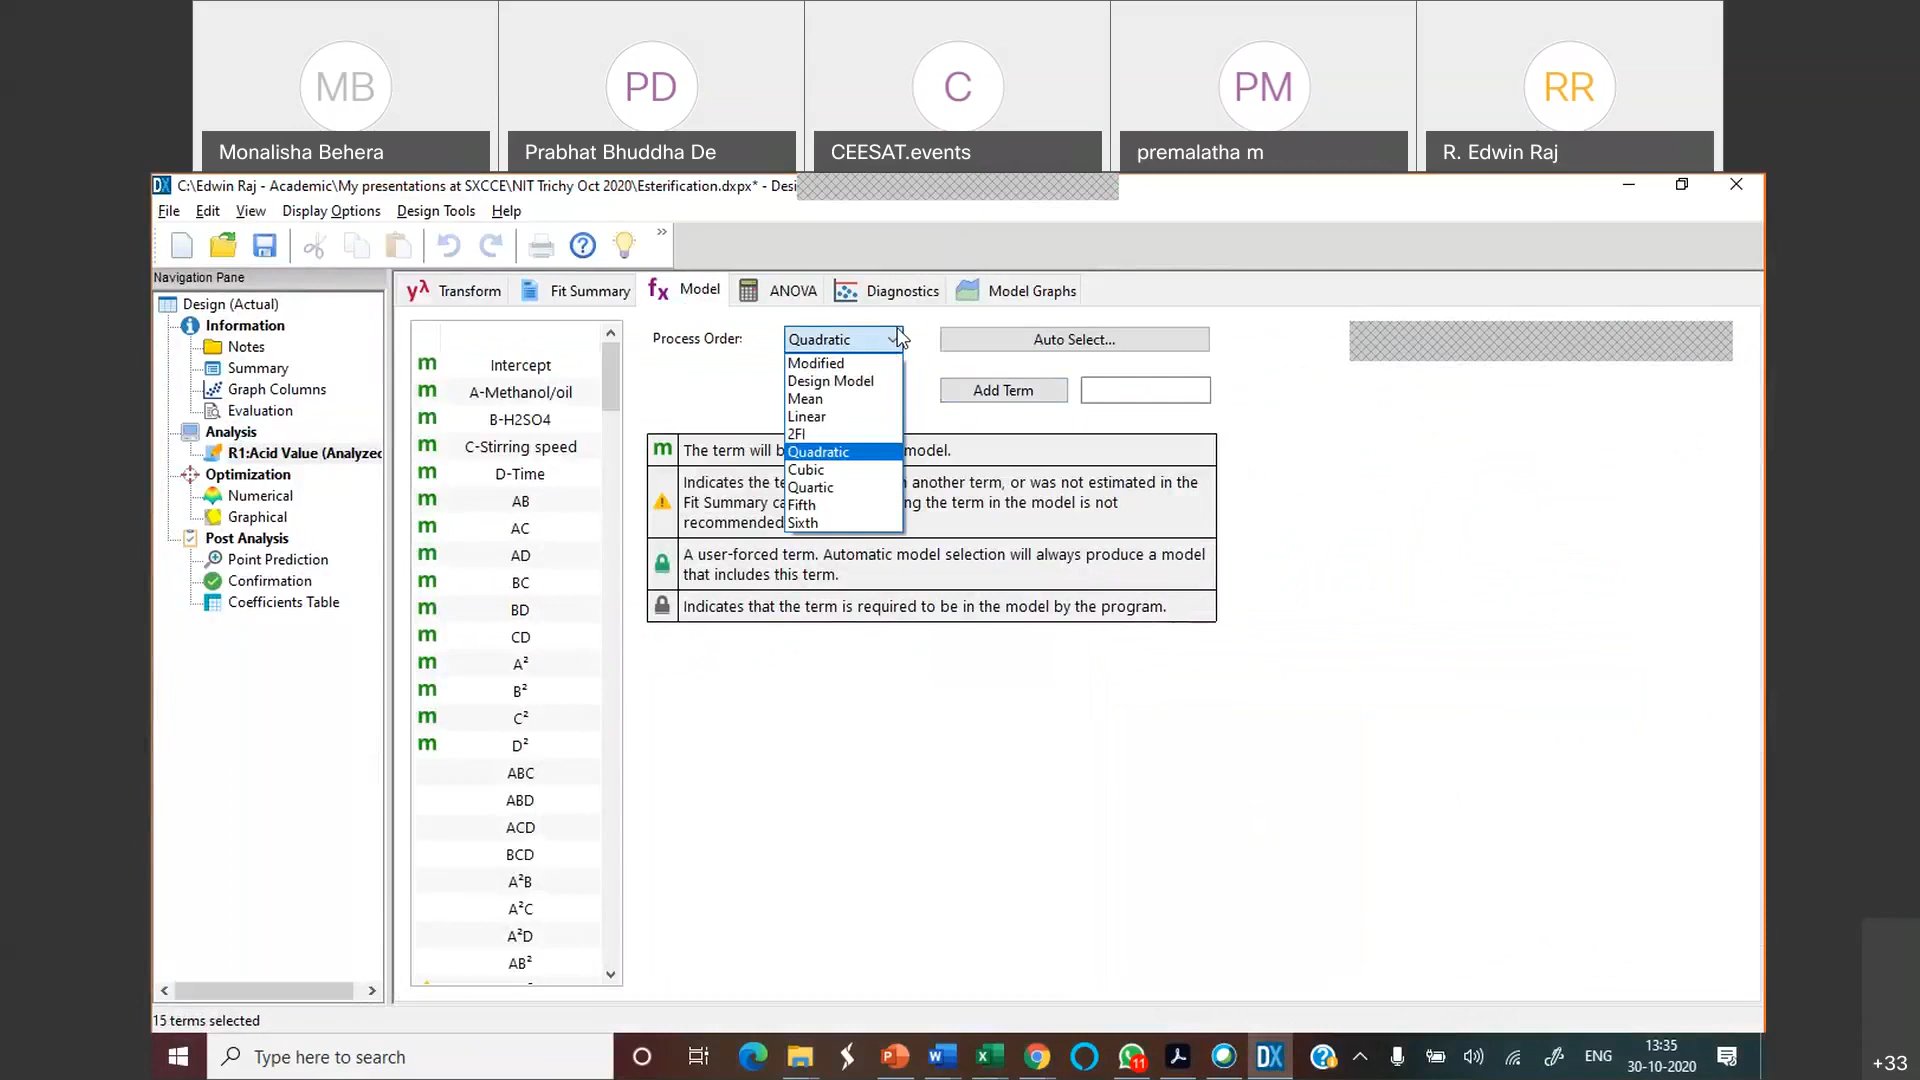 MB
PD
C
PM
RR
Monalisha Behera
Prabhat Bhuddha De
CEESAT.events
premalatha m
R. Edwin Raj
DX
C:\Edwin Raj - Academic\My presentations at SXCCE\NIT Trichy Oct 2020\Esterification.dxpx* - Desi
File Edit View Display Options Design Tools Help
»
Navigation Pane
Design (Actual)
Information
Notes
Summary
Graph Columns
Evaluation
Analysis
R1:Acid Value (Analyzed
Optimization
Numerical
Graphical
Post Analysis
Point Prediction
Confirmation
Coefficients Table
yλ Transform
Fit Summary
fx Model
ANOVA
Diagnostics
Model Graphs
m Intercept
m A-Methanol/oil
m B-H2SO4
m C-Stirring speed
m D-Time
m AB
m AC
m AD
m BC
m BD
m CD
m A²
m B²
m C²
m D²
ABC
ABD
ACD
BCD
A²B
A²C
A²D
AB²
Process Order:
Quadratic
Modified
Design Model
Mean
Linear
2FI
Quadratic
Cubic
Quartic
Fifth
Sixth
Auto Select...
Add Term
m The term will b model.
Indicates the te n another term, or was not estimated in the
Fit Summary ca ng the term in the model is not
recommended
A user-forced term. Automatic model selection will always produce a model
that includes this term.
Indicates that the term is required to be in the model by the program.
15 terms selected
Type here to search
11
DX
ENG
13:35
30-10-2020
+33